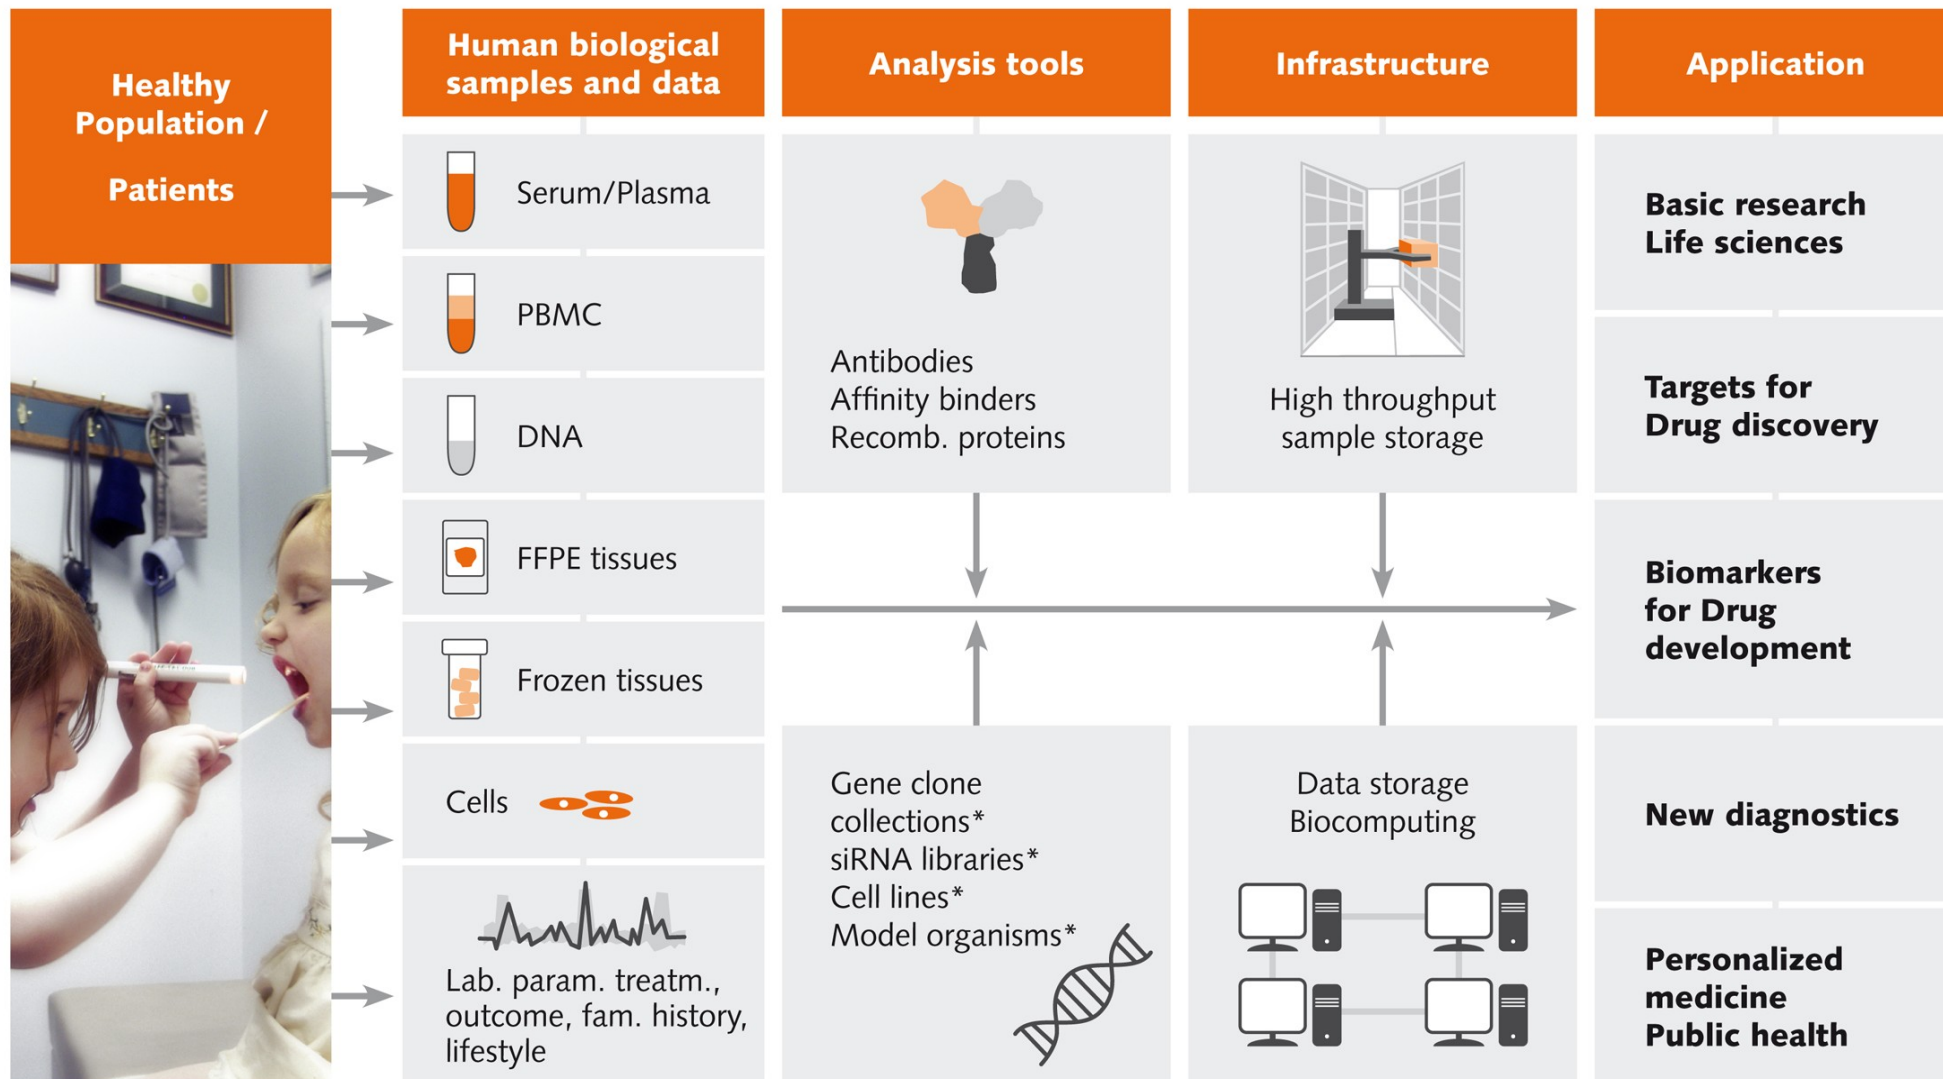 Healthy
Population /
Patients
Human biological
samples and data
Serum/Plasma
PBMC
DNA
FFPE tissues
Frozen tissues
Cells
Lab. param. treatm.,
outcome, fam. history,
lifestyle
Analysis tools
Antibodies
Affinity binders
Recomb. proteins
Gene clone
collections*
siRNA libraries*
Cell lines*
Model organisms*
Infrastructure
High throughput
sample storage
Data storage
Biocomputing
Application
Basic research
Life sciences
Targets for
Drug discovery
Biomarkers
for Drug
development
New diagnostics
Personalized
medicine
Public health